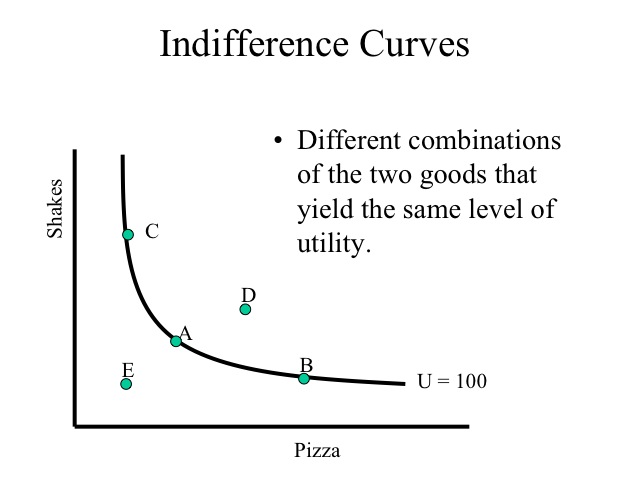 Indifference Curves
• Different combinations
of the two goods that
yield the same level of
utility.
Shakes
C
D
A
E
B
U = 100
Pizza